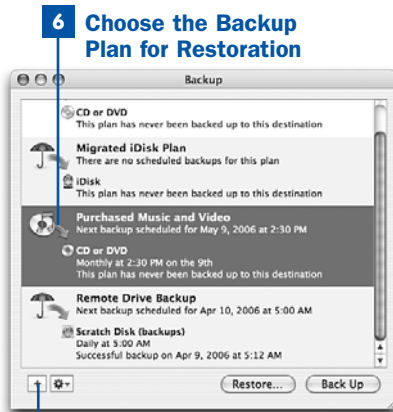 6 Choose the Backup
Plan for Restoration
Backup
CD or DVD
This plan has never been backed up to this destination
Migrated iDisk Plan
There are no scheduled backups for this plan
iDisk
This plan has never been backed up to this destination
Purchased Music and Video
Next backup scheduled for May 9, 2006 at 2:30 PM
CD or DVD
Monthly at 2:30 PM on the 9th
This plan has never been backed up to this destination
Remote Drive Backup
Next backup scheduled for Apr 10, 2006 at 5:00 AM
Scratch Disk (backups)
Daily at 5:00 AM
Successful backup on Apr 9, 2006 at 5:12 AM
+ Restore... Back Up